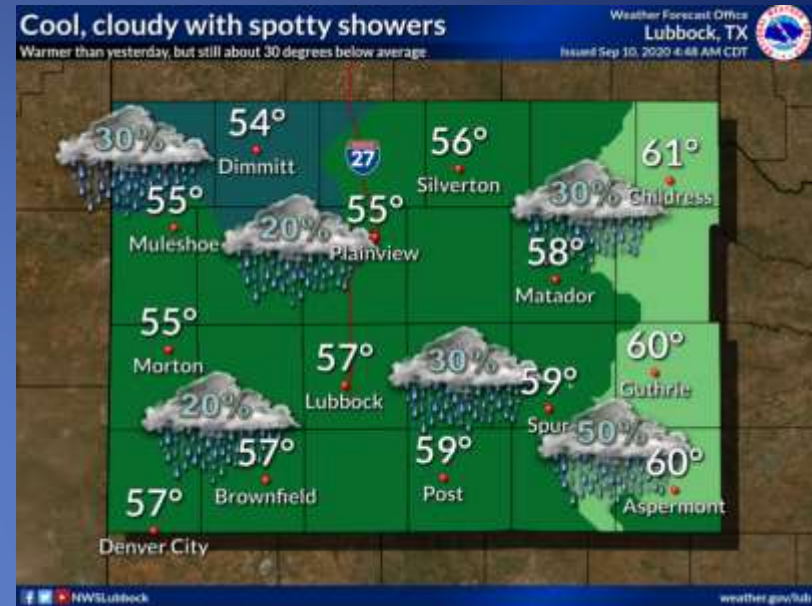 Cool, cloudy with spotty showers
Warmer than yesterday, but still about 30 degrees below average
Weather Forecast Office
Lubbock, TX
Issued Sep 10, 2020 4:48 AM CDT
30%
54°
Dimmitt
27
56°
Silverton
61°
Childress
30%
55°
Muleshoe
20%
55°
Plainview
58°
Matador
55°
Morton
57°
Lubbock
30%
59°
Spur
60°
Guthrie
20%
57°
Brownfield
59°
Post
50%
60°
Aspermont
57°
Denver City
NWSLubbock
weather.gov/lub